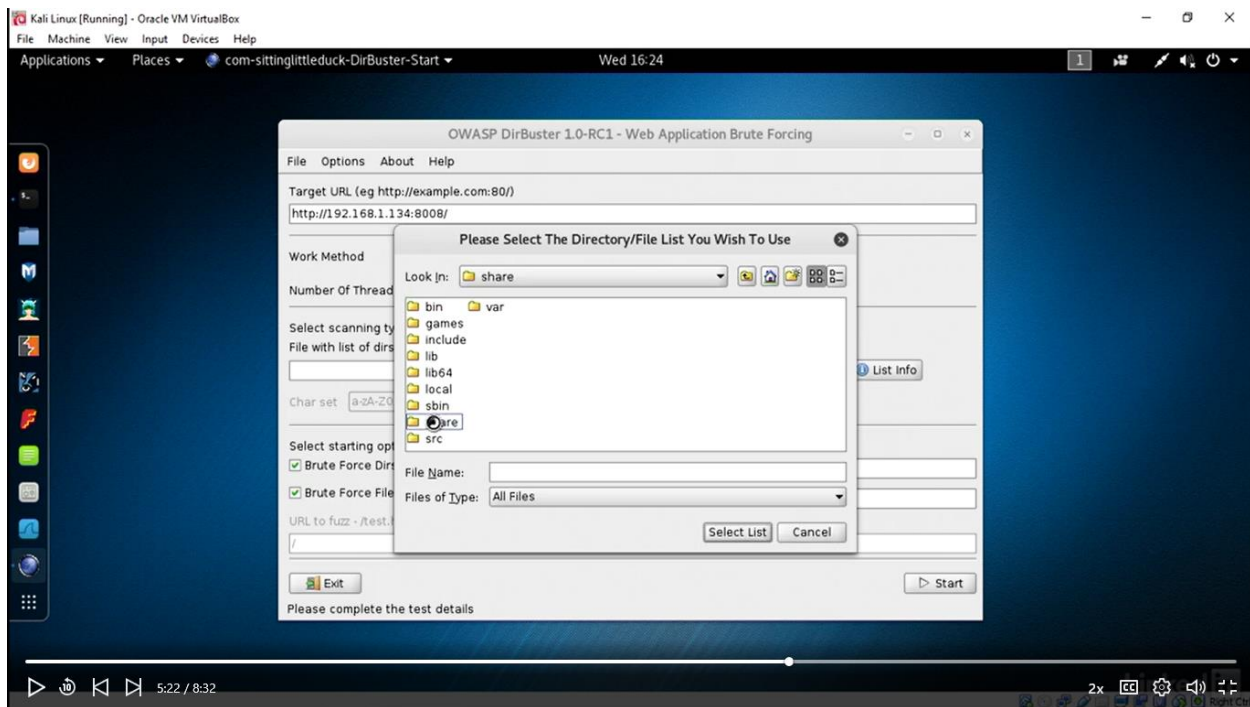 Kali Linux [Running] - Oracle VM VirtualBox
File Machine View Input Devices Help
Applications Places com-sittinglittleduck-DirBuster-Start Wed 16:24 1
OWASP DirBuster 1.0-RC1 - Web Application Brute Forcing
File Options About Help
Target URL (eg http://example.com:80/)
http://192.168.1.134:8008/
Please Select The Directory/File List You Wish To Use
Work Method
Look In: share
Number Of Thread
bin var
games
Select scanning ty
include
File with list of dirs
lib
lib64
List Info
local
Char set a-zA-Z0
sbin
are
src
Select starting opt
Brute Force Dirs
File Name:
Brute Force File
Files of Type: All Files
URL to fuzz - /test.
/
Select List Cancel
Exit Start
Please complete the test details
10 5:22 / 8:32 2x CC
Right Ct